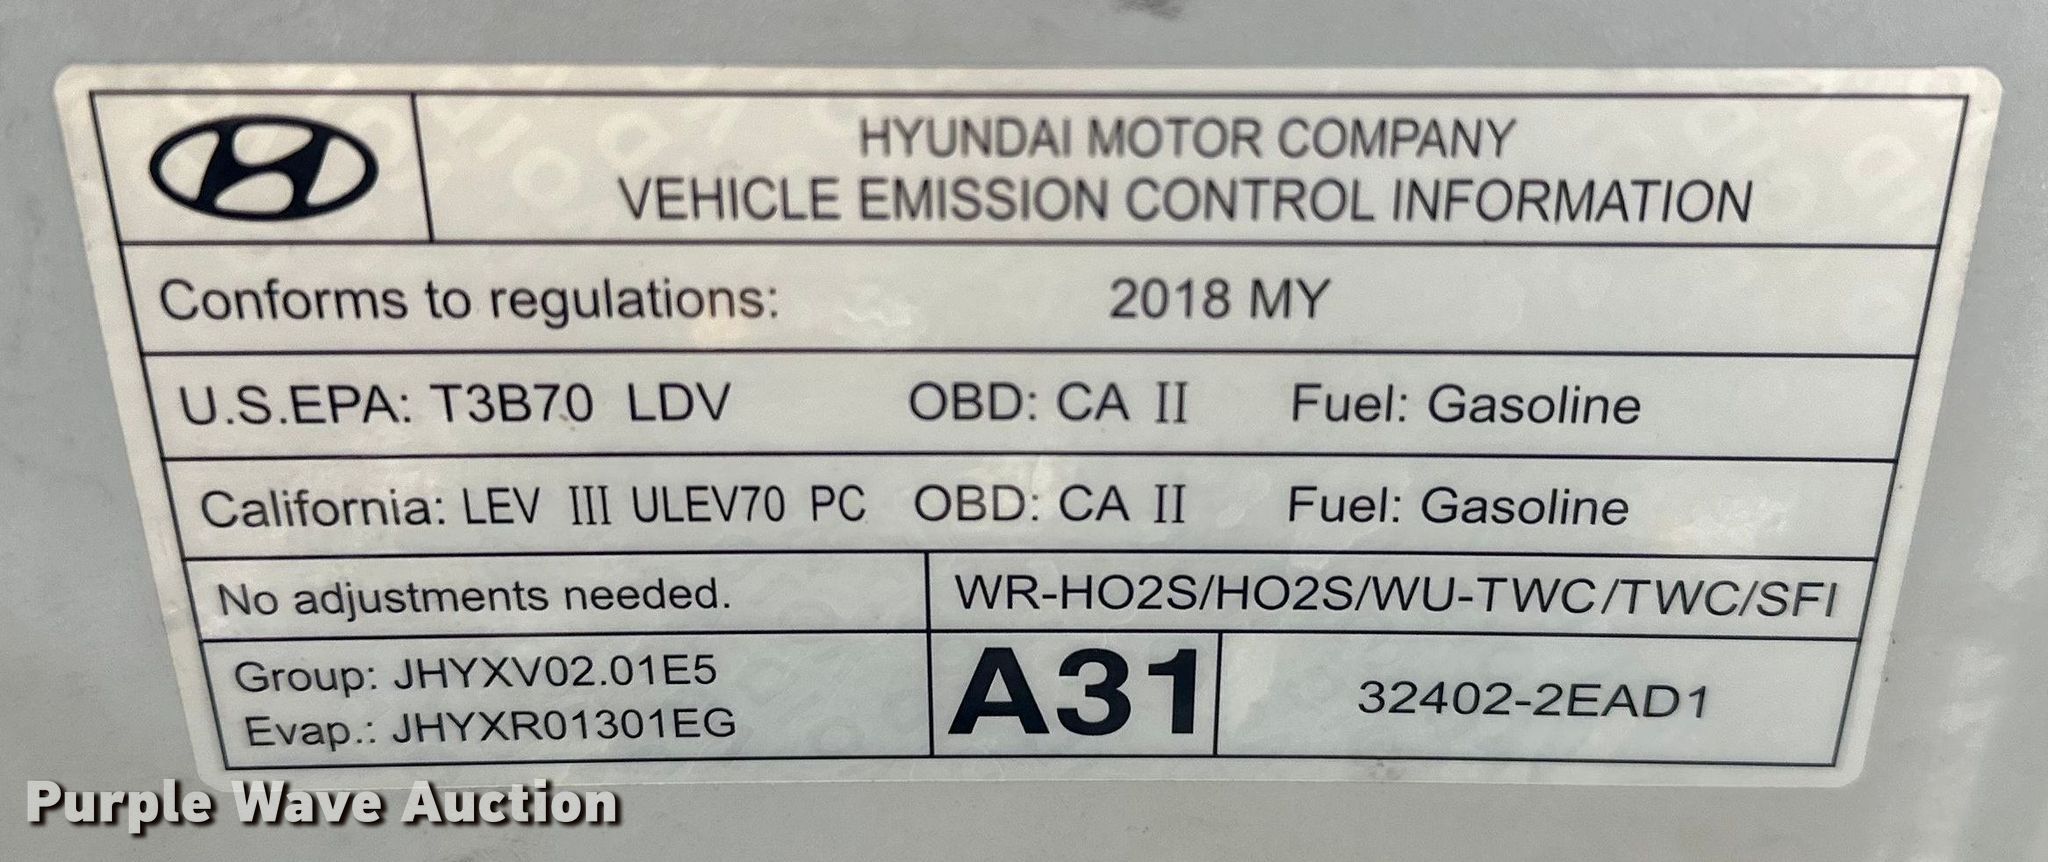 HYUNDAI MOTOR COMPANY
VEHICLE EMISSION CONTROL INFORMATION
Conforms to regulations: 2018 MY
U.S.EPA: T3B70 LDV OBD: CA II Fuel: Gasoline
California: LEV III ULEV70 PC OBD: CA II Fuel: Gasoline
No adjustments needed. WR-HO2S/HO2S/WU-TWC/TWC/SFI
Group: JHYXV02.01E5
Evap.: JHYXR01301EG
A31 32402-2EAD1
Purple Wave Auction